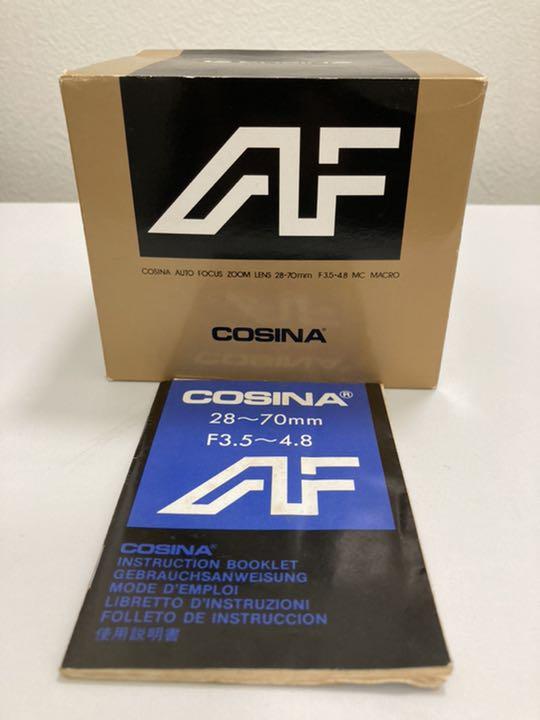 AF
COSINA AUTO FOCUS ZOOM LENS 28-70mm F3.5-4.8 MC MACRO
COSINA
COSINA®
28~70mm
F3.5~4.8
AF
COSINA®
INSTRUCTION BOOKLET
GEBRAUCHSANWEISUNG
MODE D'EMPLOI
LIBRETTO D'INSTRUZIONI
FOLLETO DE INSTRUCCION
使用説明書